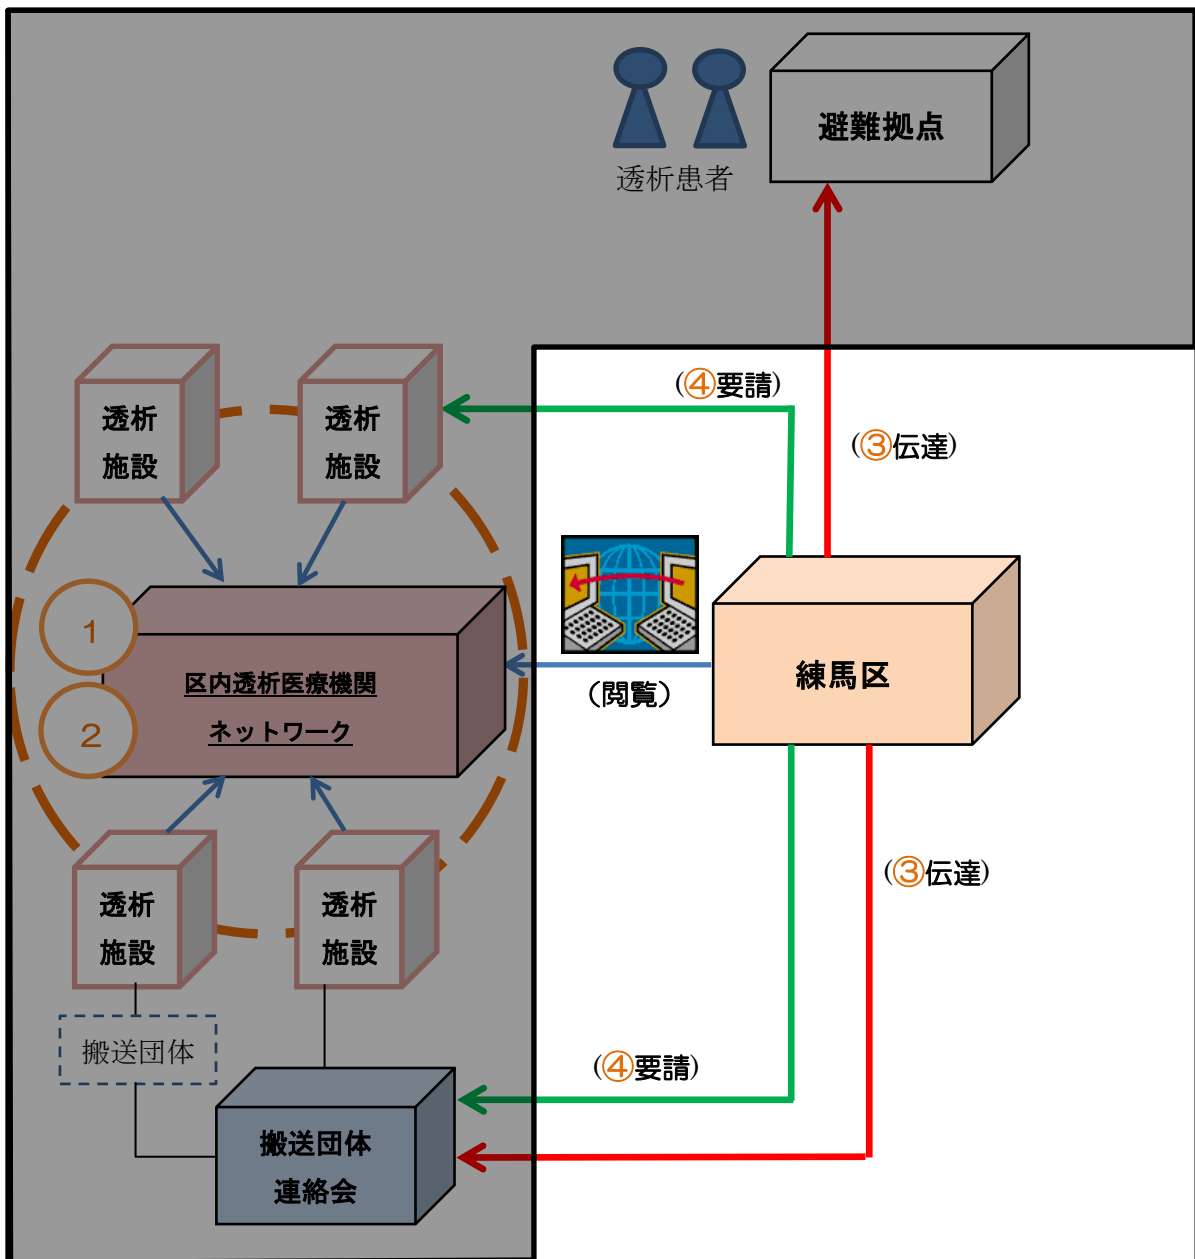 避難拠点
透析患者
(④要請)
(③伝達)
透析
施設
透析
施設
1
2
区内透析医療機関
ネットワーク
(閲覧)
練馬区
(③伝達)
透析
施設
透析
施設
搬送団体
(④要請)
搬送団体
連絡会